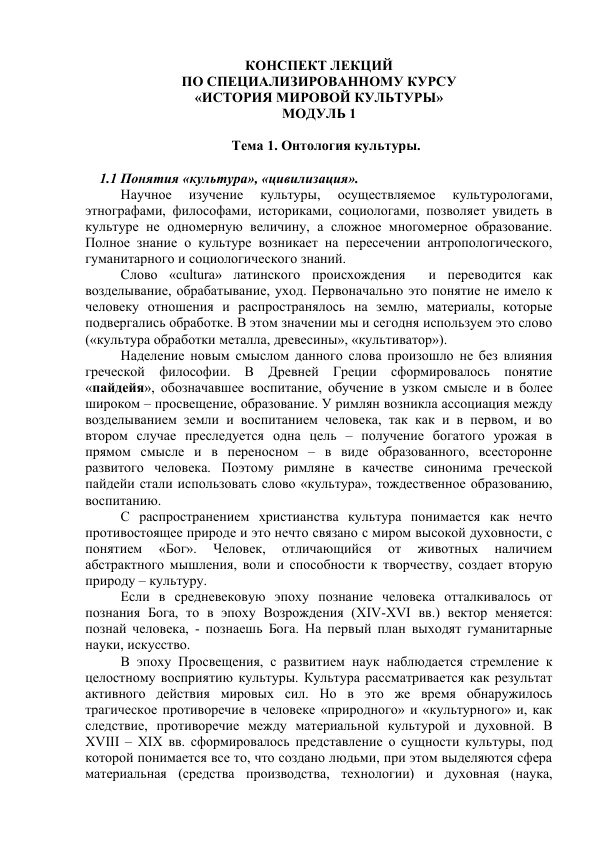 КОНСПЕКТ ЛЕКЦИЙ
ПО СПЕЦИАЛИЗИРОВАННОМУ КУРСУ
«ИСТОРИЯ МИРОВОЙ КУЛЬТУРЫ»
МОДУЛЬ 1
Тема 1. Онтология культуры.
1.1 Понятия «культура», «цивилизация».
Научное изучение культуры, осуществляемое культурологами,
этнографами, философами, историками, социологами, позволяет увидеть в
культуре не одномерную величину, а сложное многомерное образование.
Полное знание о культуре возникает на пересечении антропологического,
гуманитарного и социологического знаний.
Слово «cultura» латинского происхождения и переводится как
возделывание, обрабатывание, уход. Первоначально это понятие не имело к
человеку отношения и распространялось на землю, материалы, которые
подвергались обработке. В этом значении мы и сегодня используем это слово
(«культура обработки металла, древесины», «культиватор»).
Наделение новым смыслом данного слова произошло не без влияния
греческой философии. В Древней Греции сформировалось понятие
«пайдейя», обозначавшее воспитание, обучение в узком смысле и в более
широком – просвещение, образование. У римлян возникла ассоциация между
возделыванием земли и воспитанием человека, так как и в первом, и во
втором случае преследуется одна цель – получение богатого урожая в
прямом смысле и в переносном – в виде образованного, всесторонне
развитого человека. Поэтому римляне в качестве синонима греческой
пайдейи стали использовать слово «культура», тождественное образованию,
воспитанию.
С распространением христианства культура понимается как нечто
противостоящее природе и это нечто связано с миром высокой духовности, с
понятием «Бог». Человек, отличающийся от животных наличием
абстрактного мышления, воли и способности к творчеству, создает вторую
природу – культуру.
Если в средневековую эпоху познание человека отталкивалось от
познания Бога, то в эпоху Возрождения (XIV-XVI вв.) вектор меняется:
познай человека, - познаешь Бога. На первый план выходят гуманитарные
науки, искусство.
В эпоху Просвещения, с развитием наук наблюдается стремление к
целостному восприятию культуры. Культура рассматривается как результат
активного действия мировых сил. Но в это же время обнаружилось
трагическое противоречие в человеке «природного» и «культурного» и, как
следствие, противоречие между материальной культурой и духовной. В
XVIII – XIX вв. сформировалось представление о сущности культуры, под
которой понимается все то, что создано людьми, при этом выделяются сфера
материальная (средства производства, технологии) и духовная (наука,